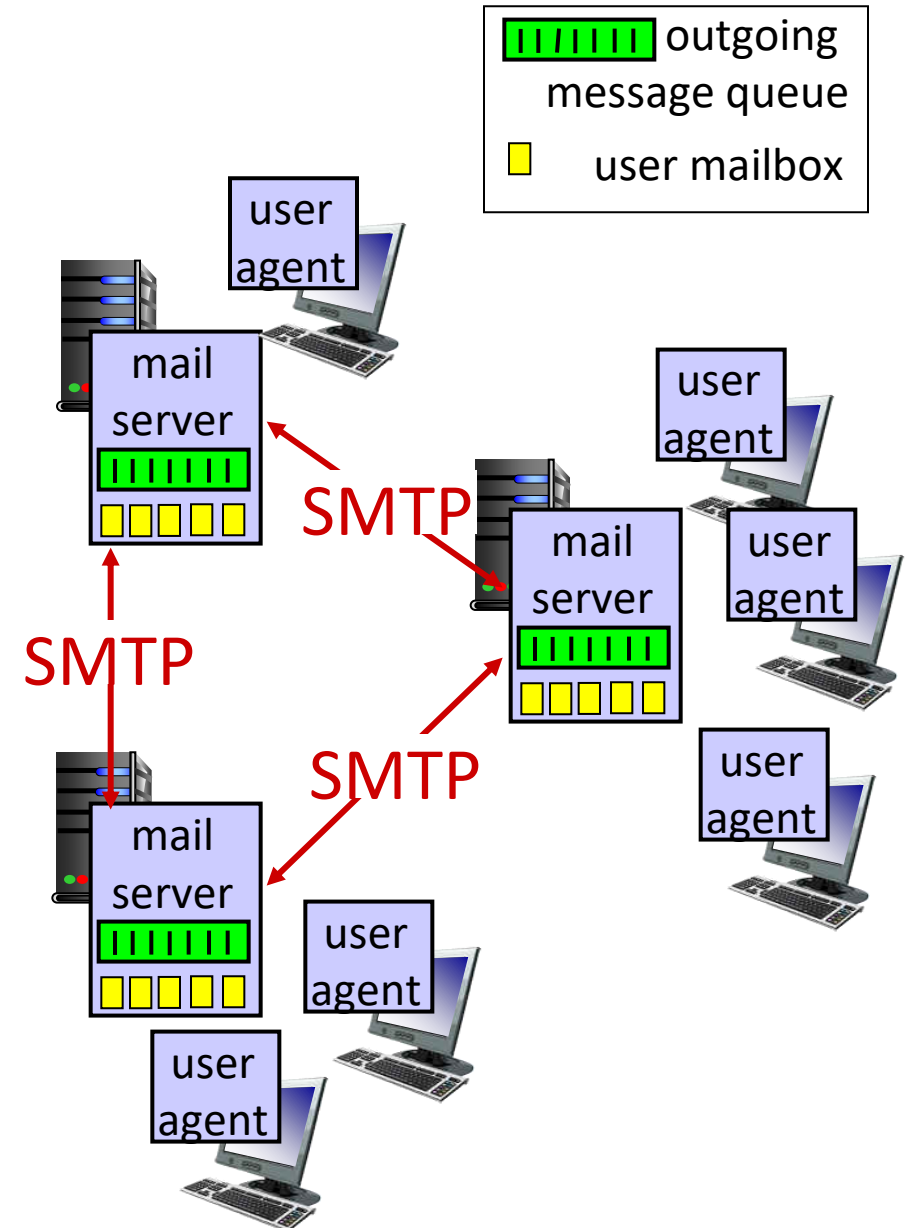 outgoing
message queue
user mailbox
user
agent
mail
server
SMTP
user
agent
mail
server
user
agent
SMTP
SMTP
user
agent
mail
server
user
agent
user
agent